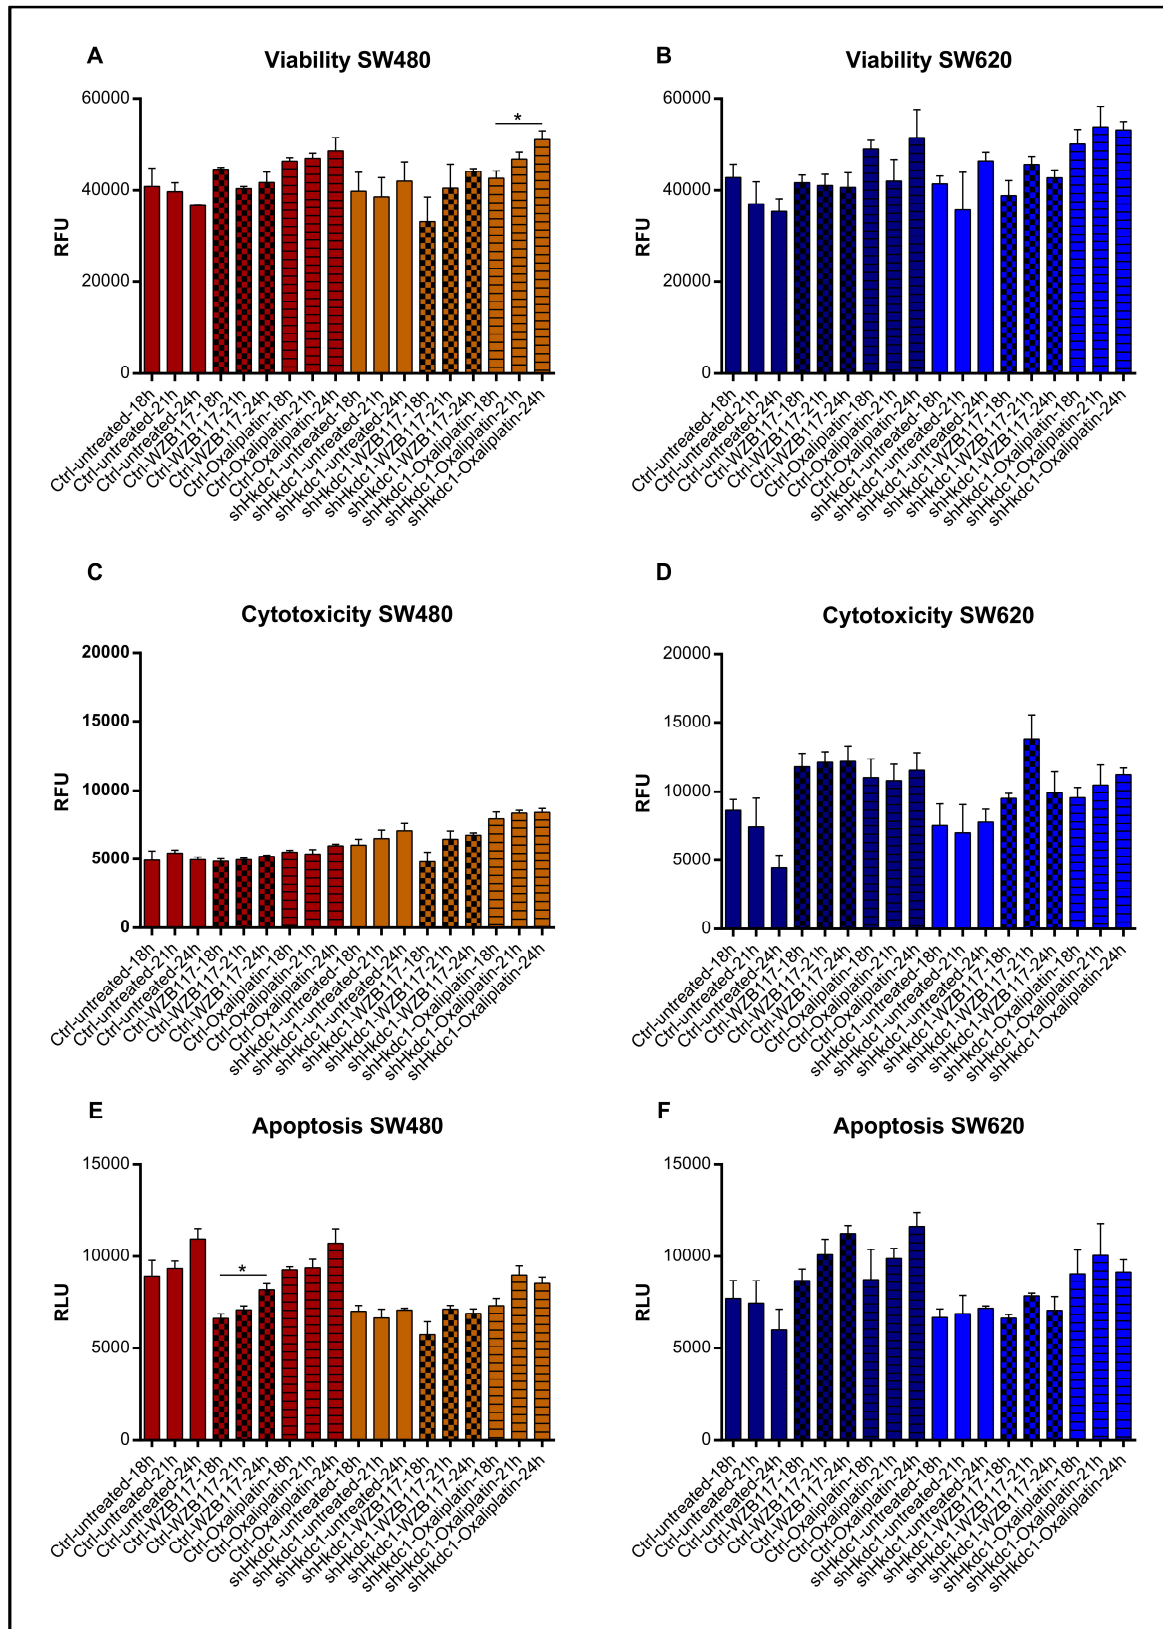 A
Viability SW480
60000
40000
20000
0
RFU
Ctrl-untreated-18h
Ctrl-untreated-21h
Ctrl-untreated-24h
Ctrl-WZB117-18h
Ctrl-WZB117-21h
Ctrl-WZB117-24h
Ctrl-Oxaliplatin-18h
Ctrl-Oxaliplatin-21h
Ctrl-Oxaliplatin-24h
shHkdc1-untreated-18h
shHkdc1-untreated-21h
shHkdc1-untreated-24h
shHkdc1-WZB117-18h
shHkdc1-WZB117-21h
shHkdc1-WZB117-24h
shHkdc1-Oxaliplatin-18h
shHkdc1-Oxaliplatin-21h
shHkdc1-Oxaliplatin-24h
*
B
Viability SW620
60000
40000
20000
0
RFU
Ctrl-untreated-18h
Ctrl-untreated-21h
Ctrl-untreated-24h
Ctrl-WZB117-18h
Ctrl-WZB117-21h
Ctrl-WZB117-24h
Ctrl-Oxaliplatin-18h
Ctrl-Oxaliplatin-21h
Ctrl-Oxaliplatin-24h
shHkdc1-untreated-18h
shHkdc1-untreated-21h
shHkdc1-untreated-24h
shHkdc1-WZB117-18h
shHkdc1-WZB117-21h
shHkdc1-WZB117-24h
shHkdc1-Oxaliplatin-18h
shHkdc1-Oxaliplatin-21h
shHkdc1-Oxaliplatin-24h
C
Cytotoxicity SW480
20000
15000
10000
5000
0
RFU
Ctrl-untreated-18h
Ctrl-untreated-21h
Ctrl-untreated-24h
Ctrl-WZB117-18h
Ctrl-WZB117-21h
Ctrl-WZB117-24h
Ctrl-Oxaliplatin-18h
Ctrl-Oxaliplatin-21h
Ctrl-Oxaliplatin-24h
shHkdc1-untreated-18h
shHkdc1-untreated-21h
shHkdc1-untreated-24h
shHkdc1-WZB117-18h
shHkdc1-WZB117-21h
shHkdc1-WZB117-24h
shHkdc1-Oxaliplatin-18h
shHkdc1-Oxaliplatin-21h
shHkdc1-Oxaliplatin-24h
D
Cytotoxicity SW620
20000
15000
10000
5000
0
RFU
Ctrl-untreated-18h
Ctrl-untreated-21h
Ctrl-untreated-24h
Ctrl-WZB117-18h
Ctrl-WZB117-21h
Ctrl-WZB117-24h
Ctrl-Oxaliplatin-18h
Ctrl-Oxaliplatin-21h
Ctrl-Oxaliplatin-24h
shHkdc1-untreated-18h
shHkdc1-untreated-21h
shHkdc1-untreated-24h
shHkdc1-WZB117-18h
shHkdc1-WZB117-21h
shHkdc1-WZB117-24h
shHkdc1-Oxaliplatin-18h
shHkdc1-Oxaliplatin-21h
shHkdc1-Oxaliplatin-24h
E
Apoptosis SW480
15000
10000
5000
0
RLU
*
Ctrl-untreated-18h
Ctrl-untreated-21h
Ctrl-untreated-24h
Ctrl-WZB117-18h
Ctrl-WZB117-21h
Ctrl-WZB117-24h
Ctrl-Oxaliplatin-18h
Ctrl-Oxaliplatin-21h
Ctrl-Oxaliplatin-24h
shHkdc1-untreated-18h
shHkdc1-untreated-21h
shHkdc1-untreated-24h
shHkdc1-WZB117-18h
shHkdc1-WZB117-21h
shHkdc1-WZB117-24h
shHkdc1-Oxaliplatin-18h
shHkdc1-Oxaliplatin-21h
shHkdc1-Oxaliplatin-24h
F
Apoptosis SW620
15000
10000
5000
0
RLU
Ctrl-untreated-18h
Ctrl-untreated-21h
Ctrl-untreated-24h
Ctrl-WZB117-18h
Ctrl-WZB117-21h
Ctrl-WZB117-24h
Ctrl-Oxaliplatin-18h
Ctrl-Oxaliplatin-21h
Ctrl-Oxaliplatin-24h
shHkdc1-untreated-18h
shHkdc1-untreated-21h
shHkdc1-untreated-24h
shHkdc1-WZB117-18h
shHkdc1-WZB117-21h
shHkdc1-WZB117-24h
shHkdc1-Oxaliplatin-18h
shHkdc1-Oxaliplatin-21h
shHkdc1-Oxaliplatin-24h